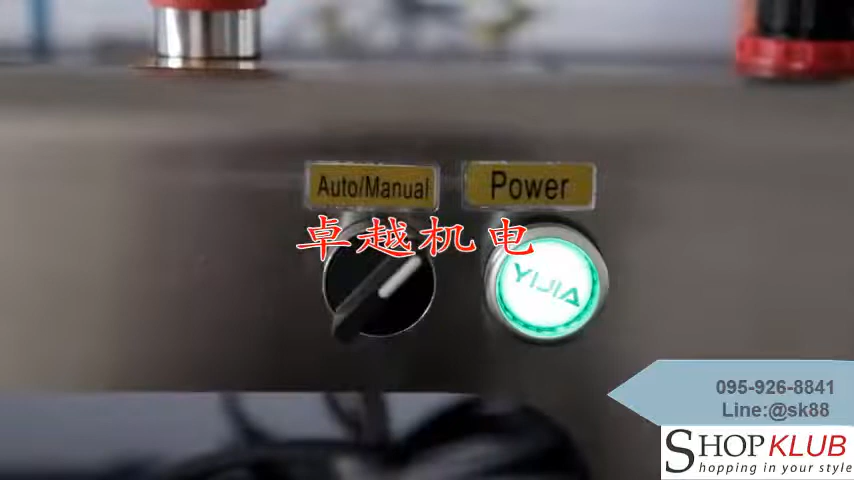 Auto/Manual
Power
卓越机电
YIJIA
095-926-8841
Line:@sk88
SHOPKLUB
hopping in your style